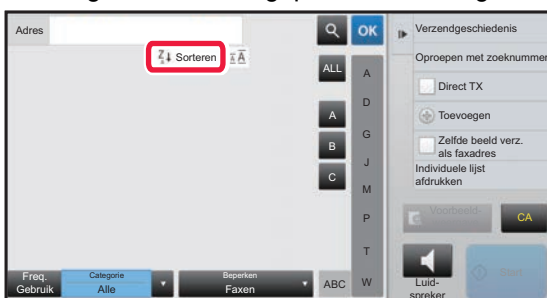 Adres
OK
Sorteren
A A
ALL
A
B
C
A
D
G
J
M
P
T
W
Freq.
Gebruik
Categorie
Alle
Beperken
Faxen
ABC
Verzendgeschiedenis
Oproepen met zoeknummer
Direct TX
Toevoegen
Zelfde beeld verz.
als faxadres
Individuele lijst
afdrukken
CA
Luid-
spreker
Start